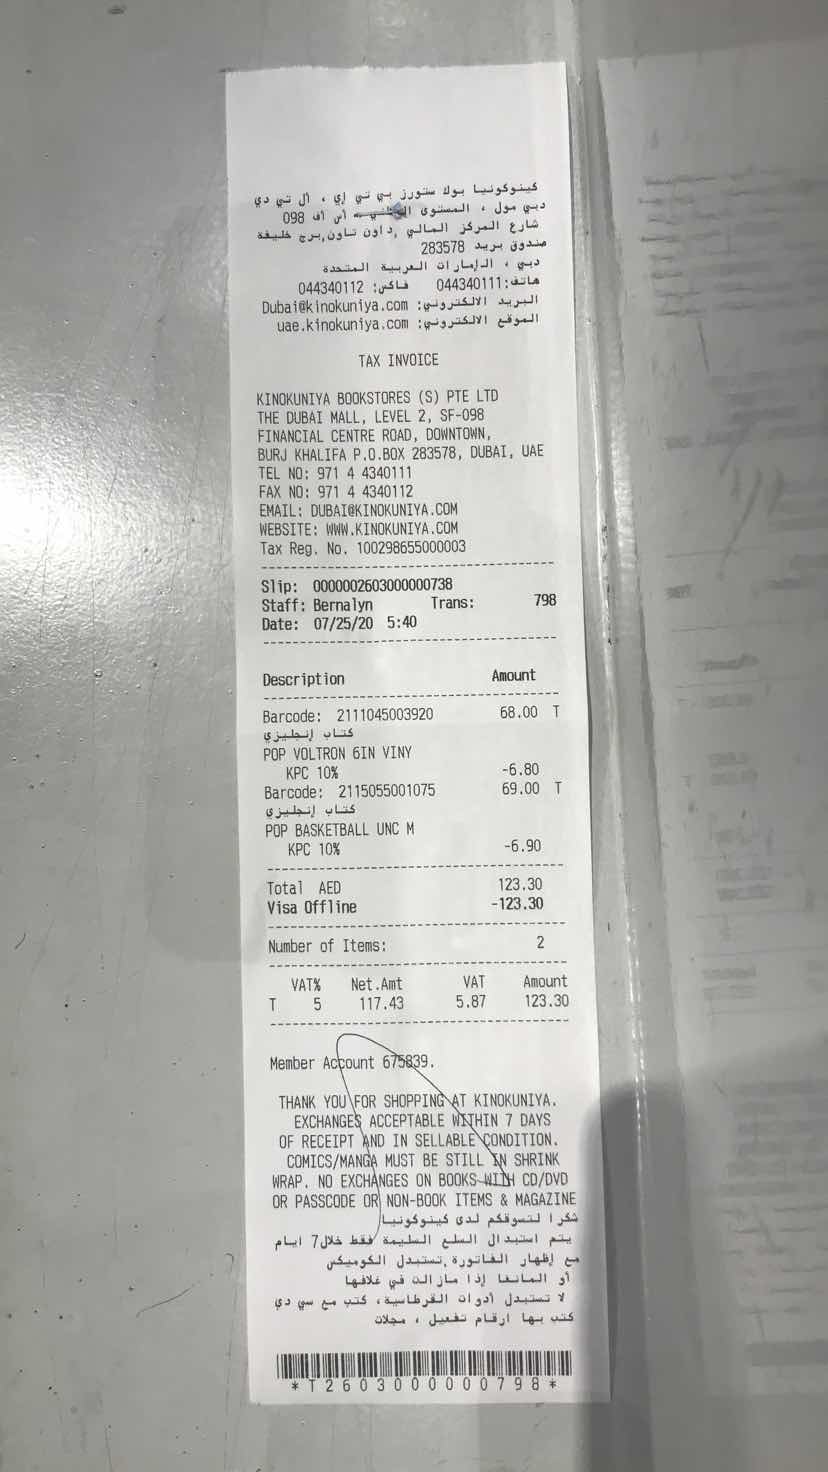 كينوكونيا بوك ستورز بي تي إي ، أل تي دي
دبي مول ، المستوى أس أف 098
شارع المركز المالي ,داون تاون,برج خليفة
صندوق بريد 283578
دبي ، الإمارات العربية المتحدة
هاتف:044340111 فاكس: 044340112
البريد الالكتروني: Dubai@kinokuniya.com
الموقع الالكتروني: uae.kinokuniya.com
TAX INVOICE
KINOKUNIYA BOOKSTORES (S) PTE LTD
THE DUBAI MALL, LEVEL 2, SF-098
FINANCIAL CENTRE ROAD, DOWNTOWN,
BURJ KHALIFA P.O.BOX 283578, DUBAI, UAE
TEL NO: 971 4 4340111
FAX NO: 971 4 4340112
EMAIL: DUBAI@KINOKUNIYA.COM
WEBSITE: WWW.KINOKUNIYA.COM
Tax Reg. No. 100298655000003
Slip: 0000002603000000738
Staff: Bernalyn Trans: 798
Date: 07/25/20 5:40
Description Amount
Barcode: 2111045003920 68.00 T
كتاب إنجليزي
POP VOLTRON 6IN VINY
KPC 10% -6.80
Barcode: 2115055001075 69.00 T
كتاب إنجليزي
POP BASKETBALL UNC M
KPC 10% -6.90
Total AED 123.30
Visa Offline -123.30
Number of Items: 2
VAT% Net.Amt VAT Amount
T 5 117.43 5.87 123.30
Member Account 675839.
THANK YOU FOR SHOPPING AT KINOKUNIYA.
EXCHANGES ACCEPTABLE WITHIN 7 DAYS
OF RECEIPT AND IN SELLABLE CONDITION.
COMICS/MANGA MUST BE STILL IN SHRINK
WRAP. NO EXCHANGES ON BOOKS WITH CD/DVD
OR PASSCODE OR NON-BOOK ITEMS & MAGAZINE
شكرا لتسوقكم لدى كينوكونيا
يتم استبدال السلع السليمة فقط خلال7 ايام
مع إظهار الفاتورة,تستبدل الكوميكس
أو المانغا إذا مازالت في غلافها
لا تستبدل أدوات القرطاسية، كتب مع سي دي
كتب بها ارقام تفعيل ، مجلات
*T2603000000798*